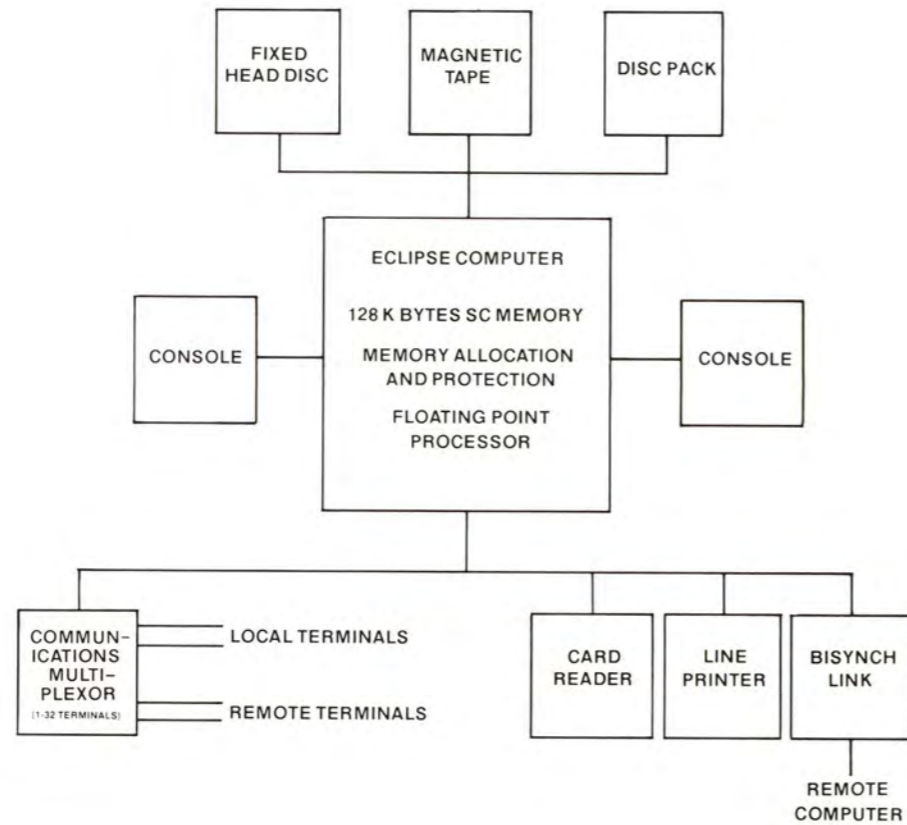 FIXED
HEAD DISC
MAGNETIC
TAPE
DISC PACK
ECLIPSE COMPUTER
128 K BYTES SC MEMORY
MEMORY ALLOCATION
AND PROTECTION
FLOATING POINT
PROCESSOR
CONSOLE
CONSOLE
COMMUN-
ICATIONS
MULTI-
PLEXOR
(1-32 TERMINALS)
LOCAL TERMINALS
REMOTE TERMINALS
CARD
READER
LINE
PRINTER
BISYNCH
LINK
REMOTE
COMPUTER